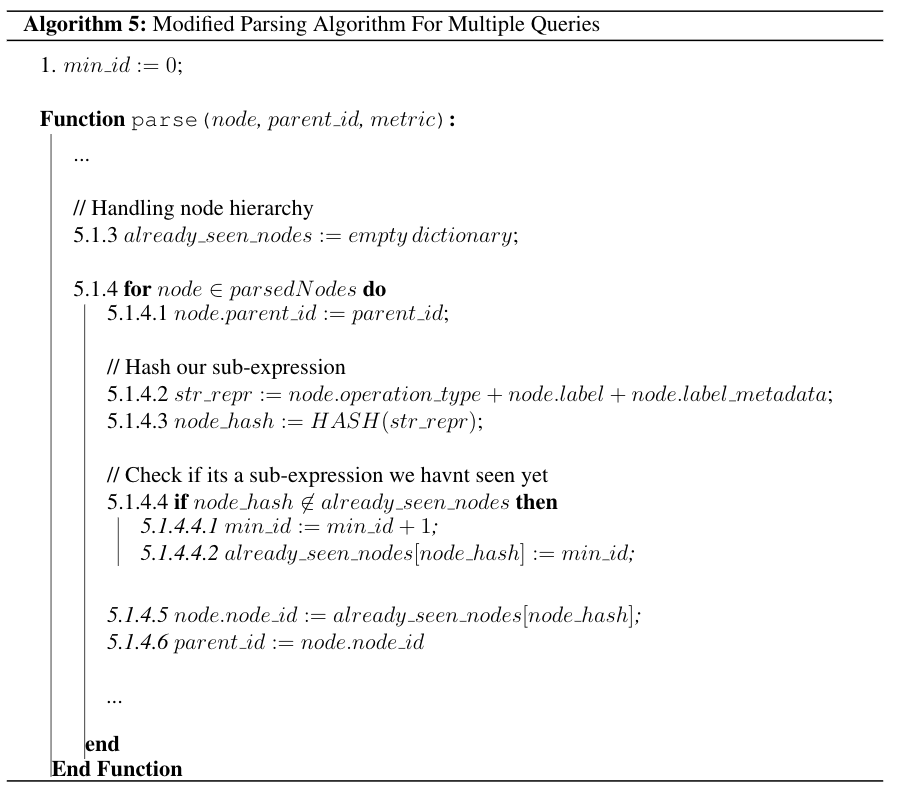 Algorithm 5: Modified Parsing Algorithm For Multiple Queries
1. min_id := 0;
Function parse(node, parent_id, metric):
...
// Handling node hierarchy
5.1.3 already_seen_nodes := empty dictionary;
5.1.4 for node ∈ parsedNodes do
5.1.4.1 node.parent_id := parent_id;
// Hash our sub-expression
5.1.4.2 str_repr := node.operation_type + node.label + node.label_metadata;
5.1.4.3 node_hash := HASH(str_repr);
// Check if its a sub-expression we havnt seen yet
5.1.4.4 if node_hash ∉ already_seen_nodes then
5.1.4.4.1 min_id := min_id + 1;
5.1.4.4.2 already_seen_nodes[node_hash] := min_id;
5.1.4.5 node.node_id := already_seen_nodes[node_hash];
5.1.4.6 parent_id := node.node_id
...
end
End Function